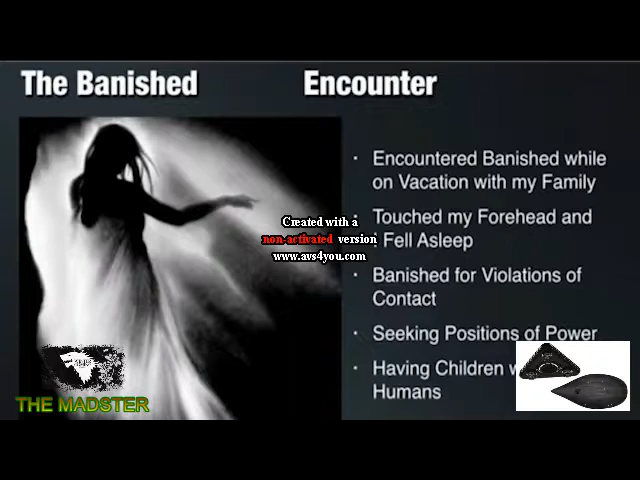 The Banished Encounter
Encountered Banished while
on Vacation with my Family
Touched my Forehead and
Fell Asleep
Banished for Violations of
Contact
Seeking Positions of Power
Having Children
Humans
Created with a
non-activated version
www.avs4you.com
THE MADSTER